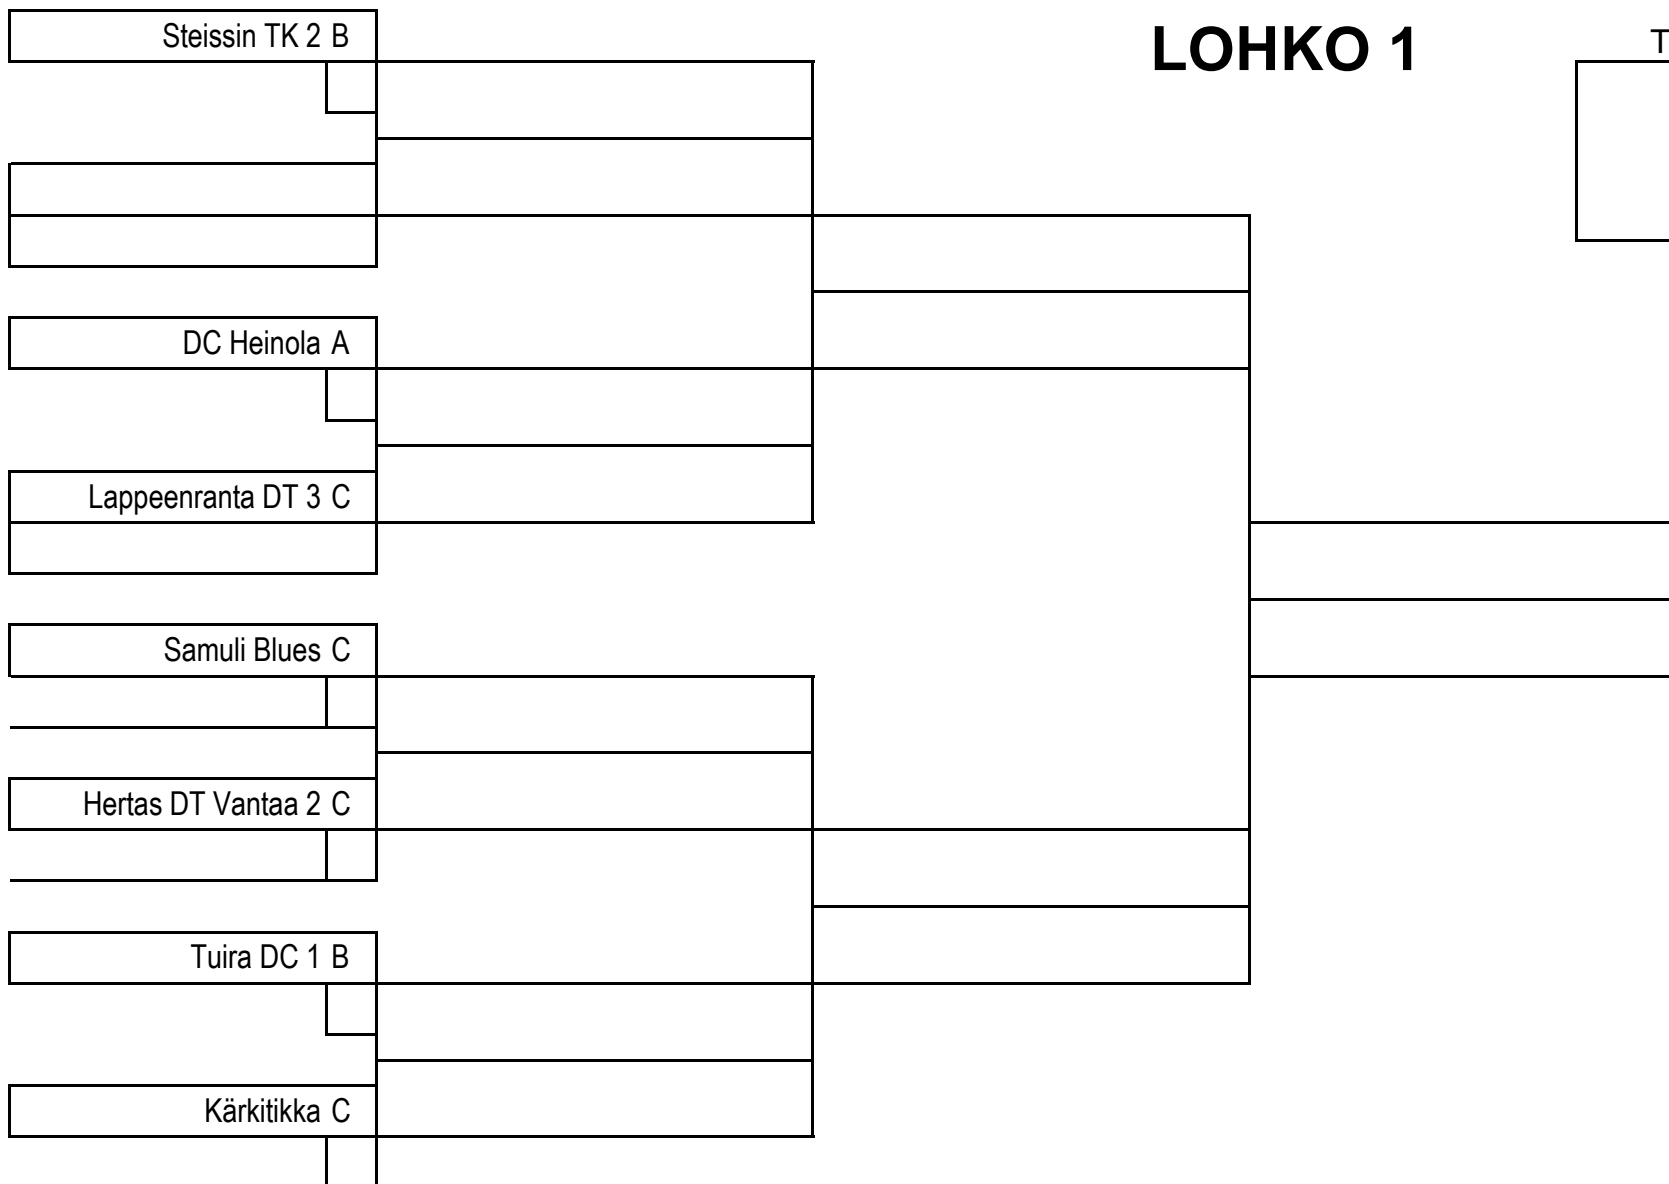 Steissin TK 2 B
LOHKO 1
T
DC Heinola A
Lappeenranta DT 3 C
Samuli Blues C
Hertas DT Vantaa 2 C
Tuira DC 1 B
Kärkitikka C